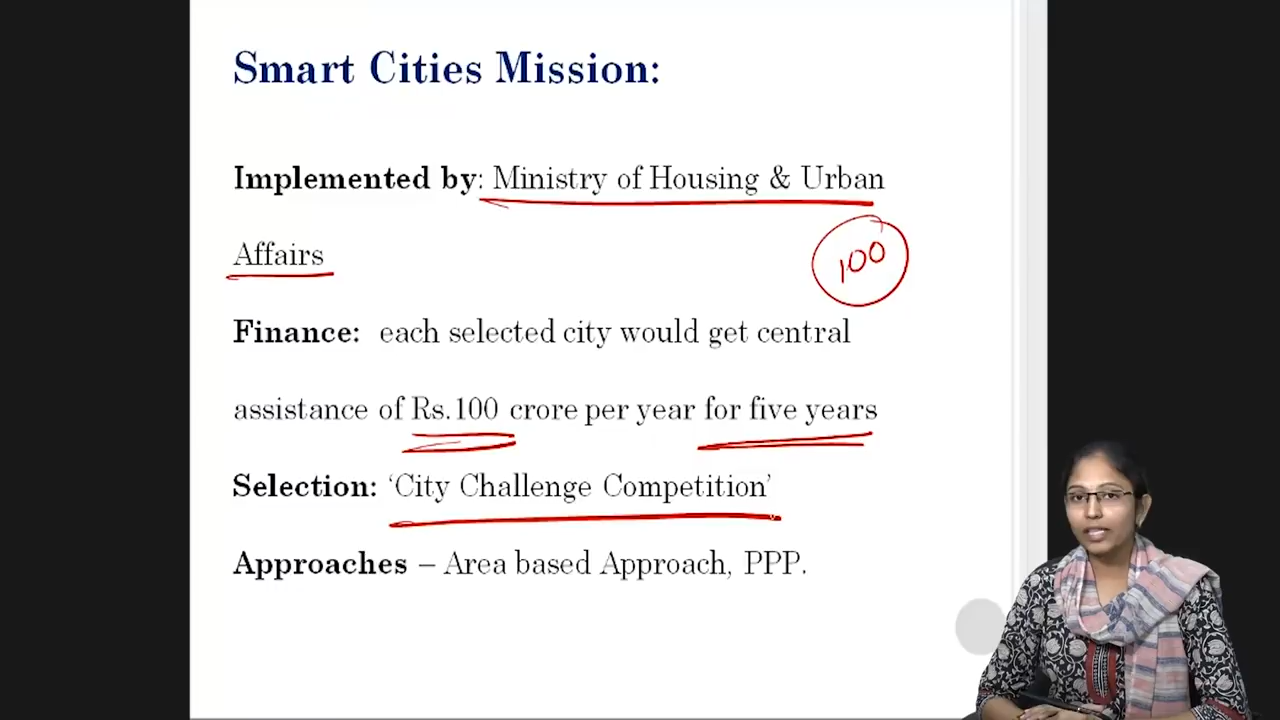 Smart Cities Mission:
Implemented by: Ministry of Housing & Urban
Affairs
100
Finance: each selected city would get central
assistance of Rs.100 crore per year for five years
Selection: ‘City Challenge Competition’
Approaches – Area based Approach, PPP.